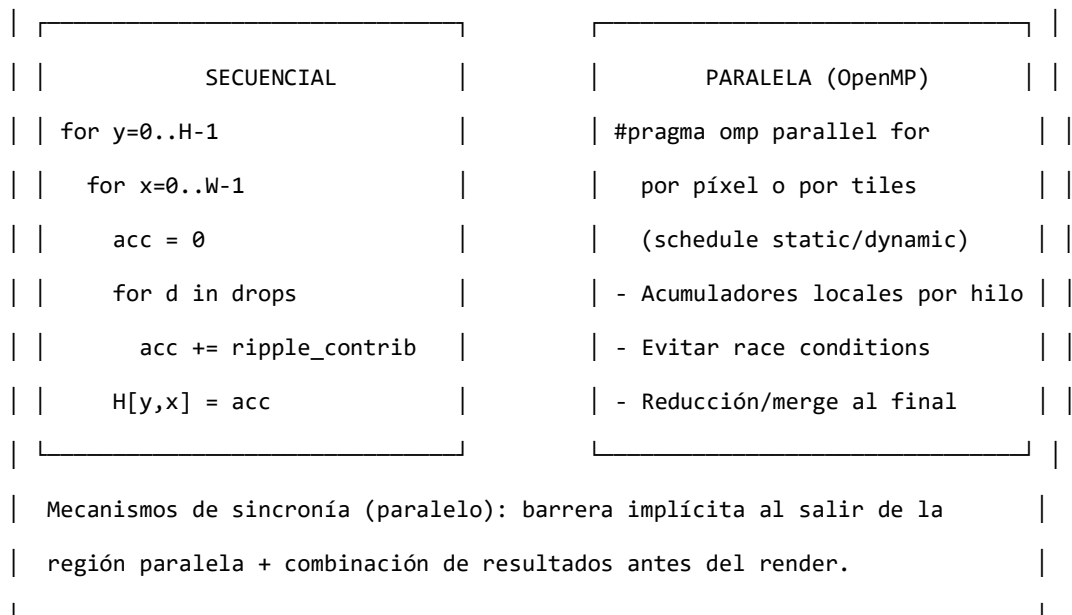 SECUENCIAL PARALELA (OpenMP)
for y=0..H-1 #pragma omp parallel for
for x=0..W-1 por píxel o por tiles
acc = 0 (schedule static/dynamic)
for d in drops - Acumuladores locales por hilo
acc += ripple_contrib - Evitar race conditions
H[y,x] = acc - Reducción/merge al final
Mecanismos de sincronía (paralelo): barrera implícita al salir de la
región paralela + combinación de resultados antes del render.